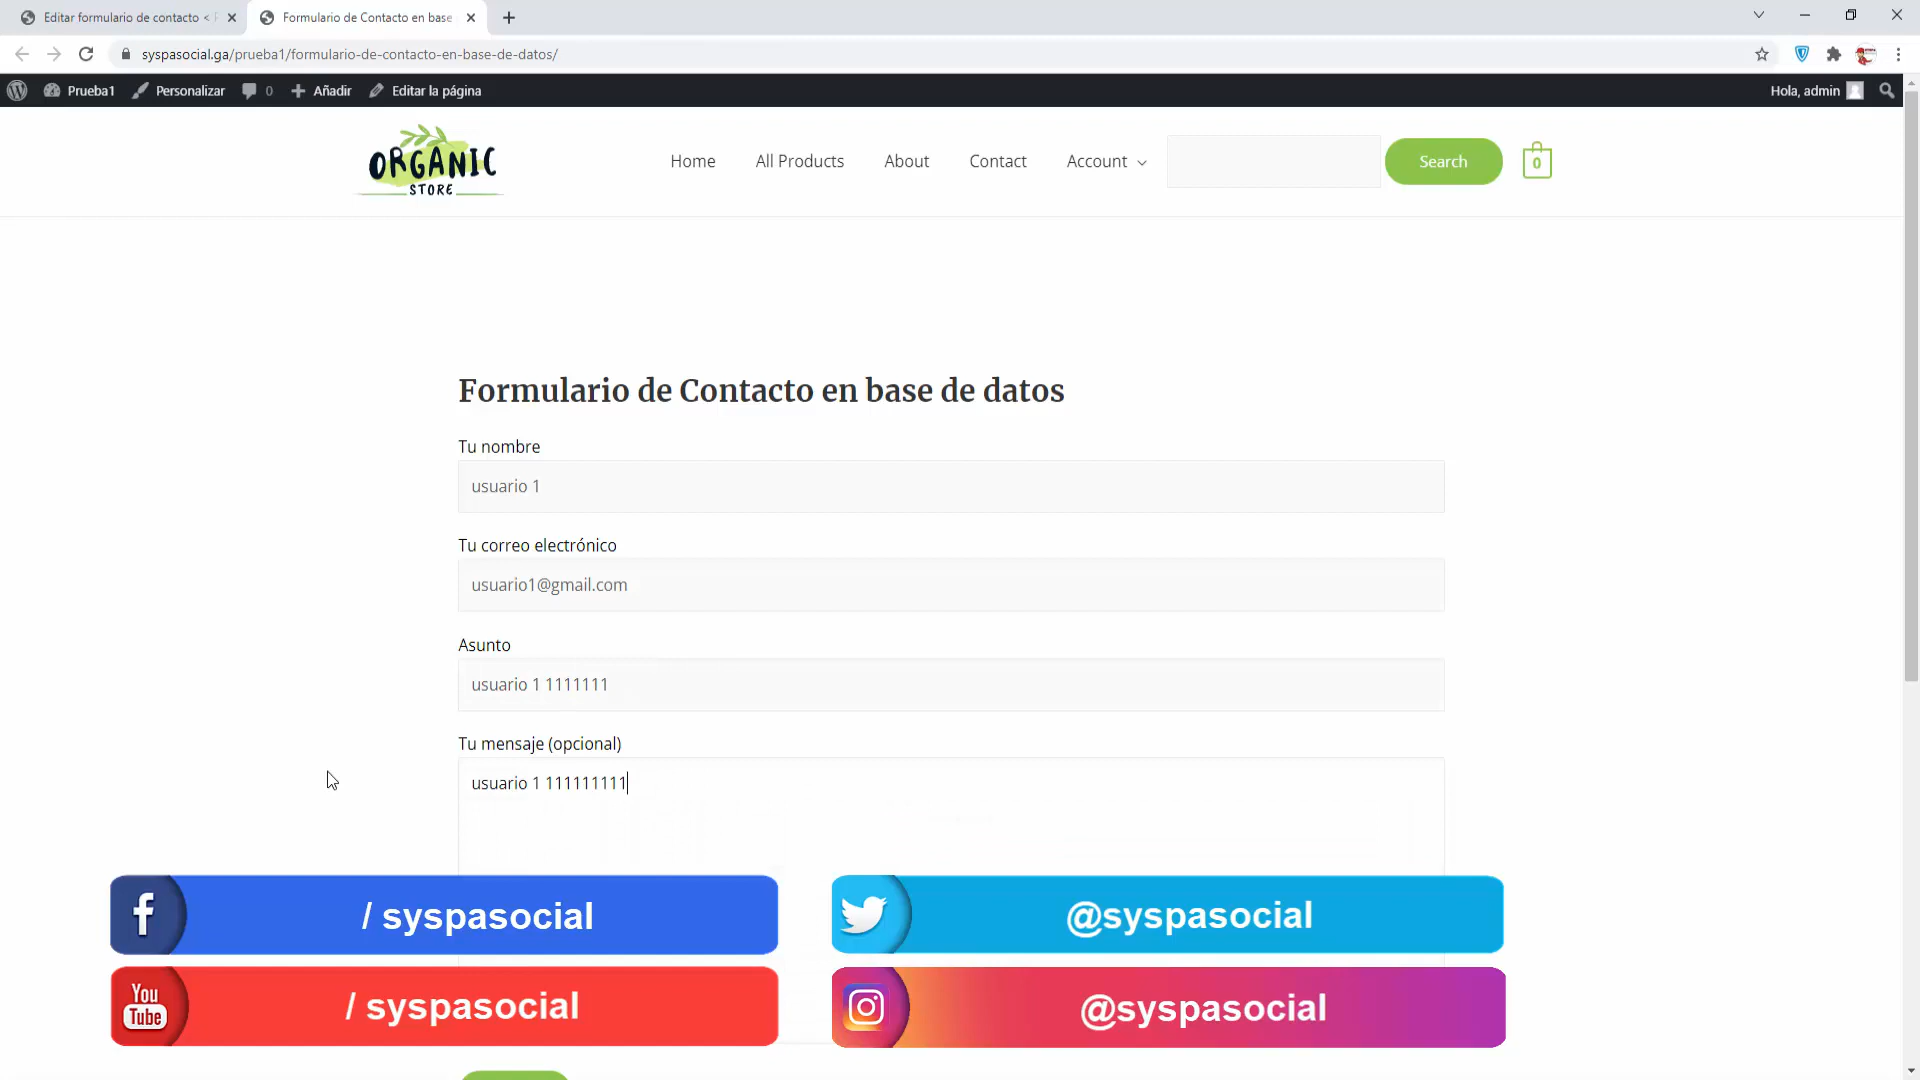 Editar formulario de contacto <
Formulario de Contacto en base
syspasocial.ga/prueba1/formulario-de-contacto-en-base-de-datos/
Prueba1
Personalizar
0
Añadir
Editar la página
Hola, admin
ORGANIC
STORE
Home
All Products
About
Contact
Account
Search
0
Formulario de Contacto en base de datos
Tu nombre
usuario 1
Tu correo electrónico
usuario1@gmail.com
Asunto
usuario 1 1111111
Tu mensaje (opcional)
usuario 1 111111111
/ syspasocial
@syspasocial
You
Tube
/ syspasocial
@syspasocial